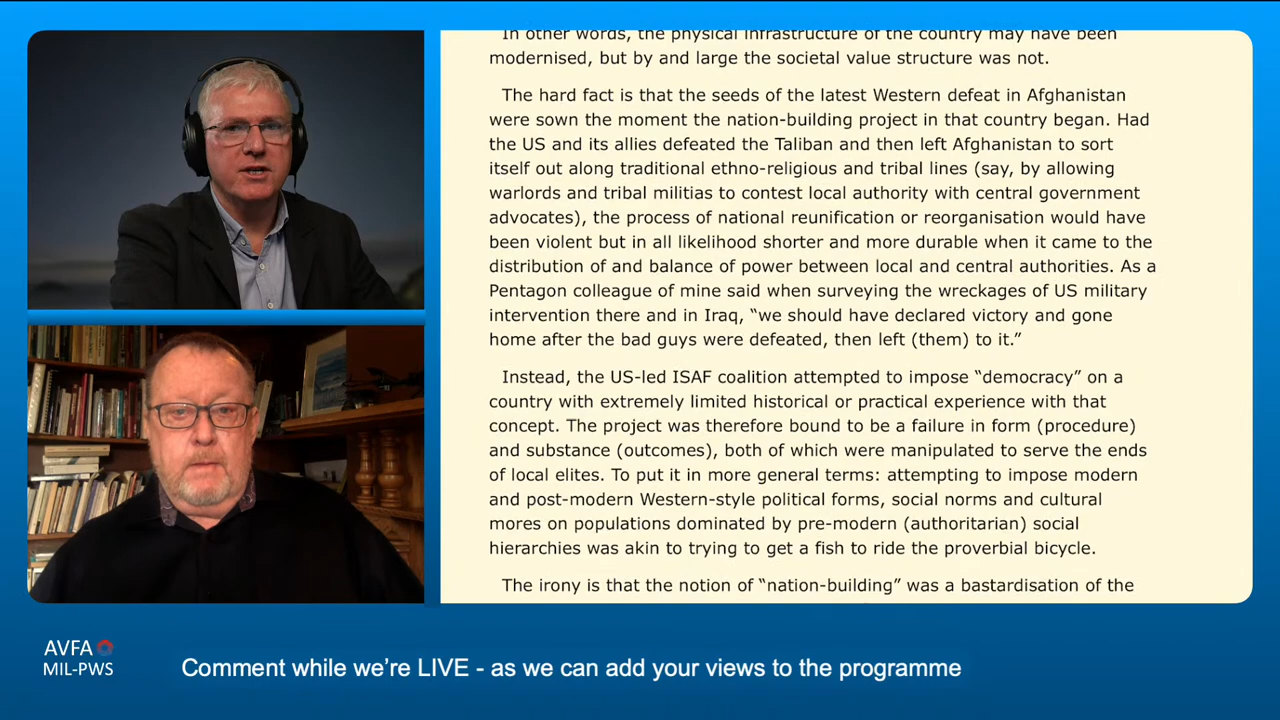 In other words, the physical infrastructure of the country may have been
modernised, but by and large the societal value structure was not.
The hard fact is that the seeds of the latest Western defeat in Afghanistan
were sown the moment the nation-building project in that country began. Had
the US and its allies defeated the Taliban and then left Afghanistan to sort
itself out along traditional ethno-religious and tribal lines (say, by allowing
warlords and tribal militias to contest local authority with central government
advocates), the process of national reunification or reorganisation would have
been violent but in all likelihood shorter and more durable when it came to the
distribution of and balance of power between local and central authorities. As a
Pentagon colleague of mine said when surveying the wreckages of US military
intervention there and in Iraq, “we should have declared victory and gone
home after the bad guys were defeated, then left (them) to it.”
Instead, the US-led ISAF coalition attempted to impose “democracy” on a
country with extremely limited historical or practical experience with that
concept. The project was therefore bound to be a failure in form (procedure)
and substance (outcomes), both of which were manipulated to serve the ends
of local elites. To put it in more general terms: attempting to impose modern
and post-modern Western-style political forms, social norms and cultural
mores on populations dominated by pre-modern (authoritarian) social
hierarchies was akin to trying to get a fish to ride the proverbial bicycle.
The irony is that the notion of “nation-building” was a bastardisation of the
AVFA
MIL-PWS
Comment while we’re LIVE - as we can add your views to the programme